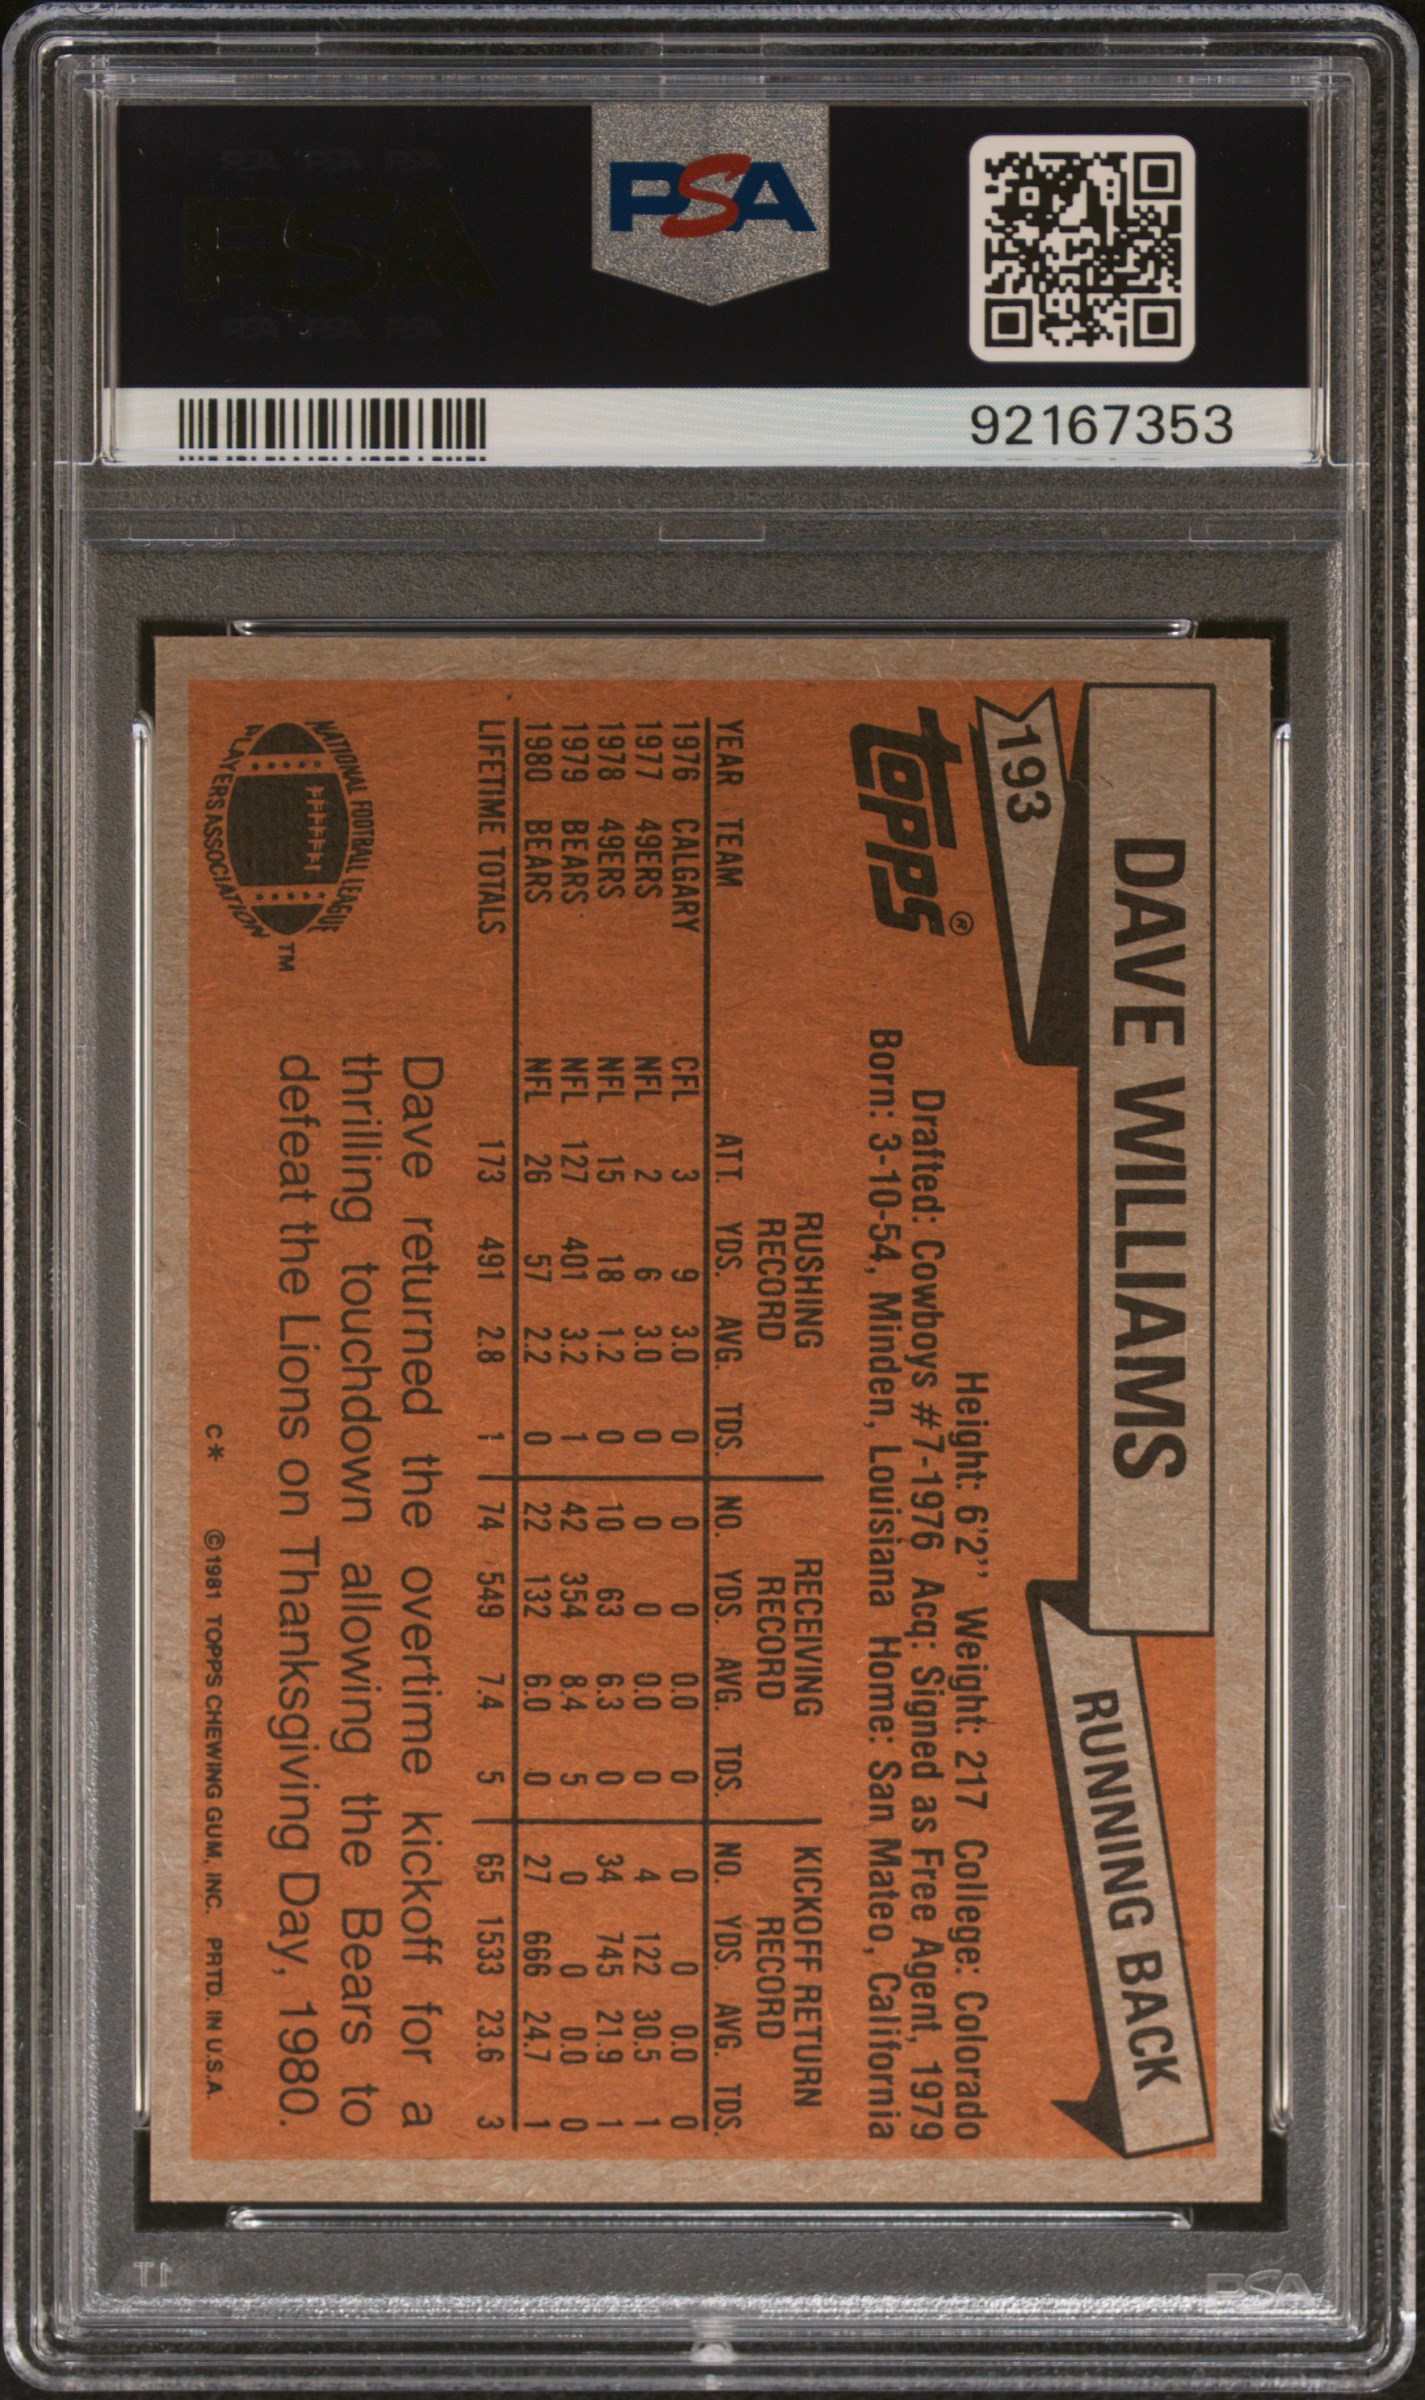 PSA PSA PSA
PSA
PSA PSA PSA
PSA
92167353
DAVE WILLIAMS
RUNNING BACK
193
TOPPS®
Height: 6'2" Weight: 217 College: Colorado
Drafted: Cowboys #7-1976 Acq: Signed as Free Agent, 1979
Born: 3-10-54, Minden, Louisiana Home: San Mateo, California
RUSHING RECORD RECEIVING RECORD KICKOFF RETURN RECORD
YEAR TEAM ATT. YDS. AVG. TDS. NO. YDS. AVG. TDS. NO. YDS. AVG. TDS.
1976 CALGARY CFL 3 9 3.0 0 0 0 0.0 0 0 0 0.0 0
1977 49ERS NFL 2 6 3.0 0 0 0 0.0 0 4 122 30.5 1
1978 49ERS NFL 15 18 1.2 0 10 63 6.3 0 34 745 21.9 1
1979 BEARS NFL 127 401 3.2 1 42 354 8.4 5 0 0 0.0 0
1980 BEARS NFL 26 57 2.2 0 22 132 6.0 0 27 666 24.7 1
LIFETIME TOTALS 173 491 2.8 1 74 549 7.4 5 65 1533 23.6 3
NATIONAL FOOTBALL LEAGUE
PLAYERS ASSOCIATION
TM
Dave returned the overtime kickoff for a
thrilling touchdown allowing the Bears to
defeat the Lions on Thanksgiving Day, 1980.
C* ©1981 TOPPS CHEWING GUM, INC. PRTD. IN U.S.A.
PSA